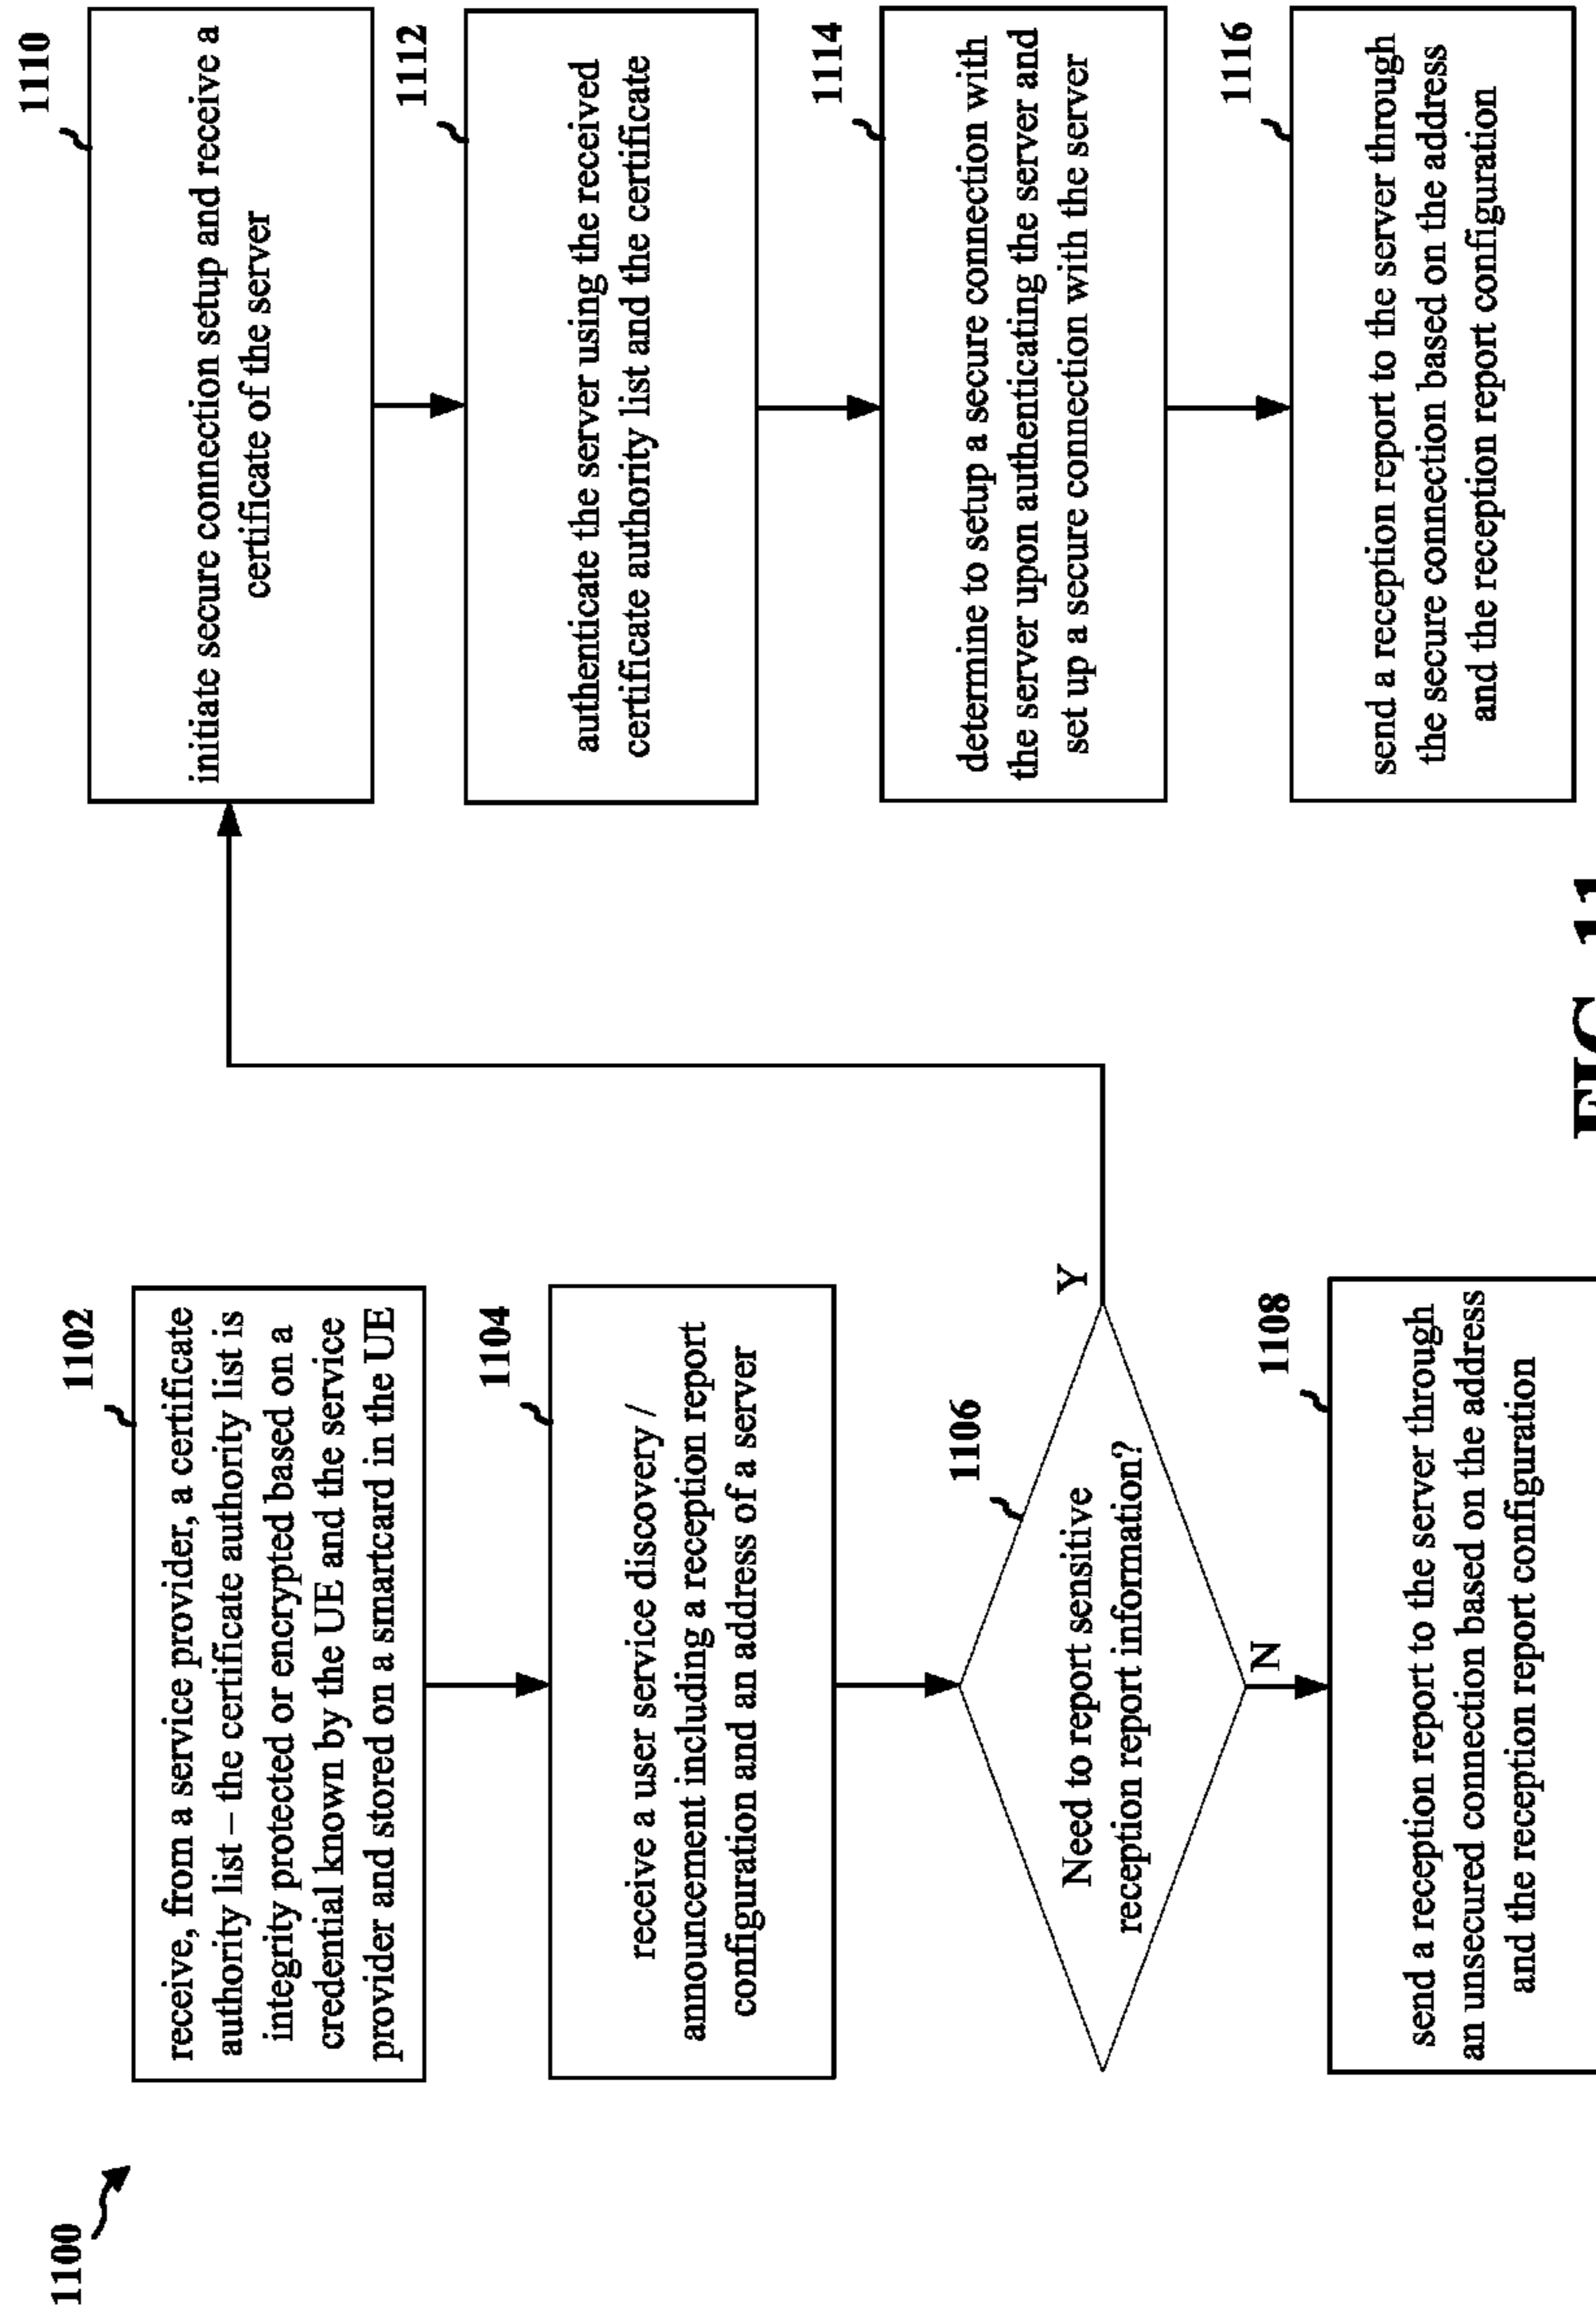 1100
1102
receive, from a service provider, a certificate
authority list – the certificate authority list is
integrity protected or encrypted based on a
credential known by the UE and the service
provider and stored on a smartcard in the UE
1104
receive a user service discovery /
announcement including a reception report
configuration and an address of a server
1106
Need to report sensitive
reception report information?
Y
N
1108
send a reception report to the server through
an unsecured connection based on the address
and the reception report configuration
1110
initiate secure connection setup and receive a
certificate of the server
1112
authenticate the server using the received
certificate authority list and the certificate
1114
determine to setup a secure connection with
the server upon authenticating the server and
set up a secure connection with the server
1116
send a reception report to the server through
the secure connection based on the address
and the reception report configuration
FIG. 11